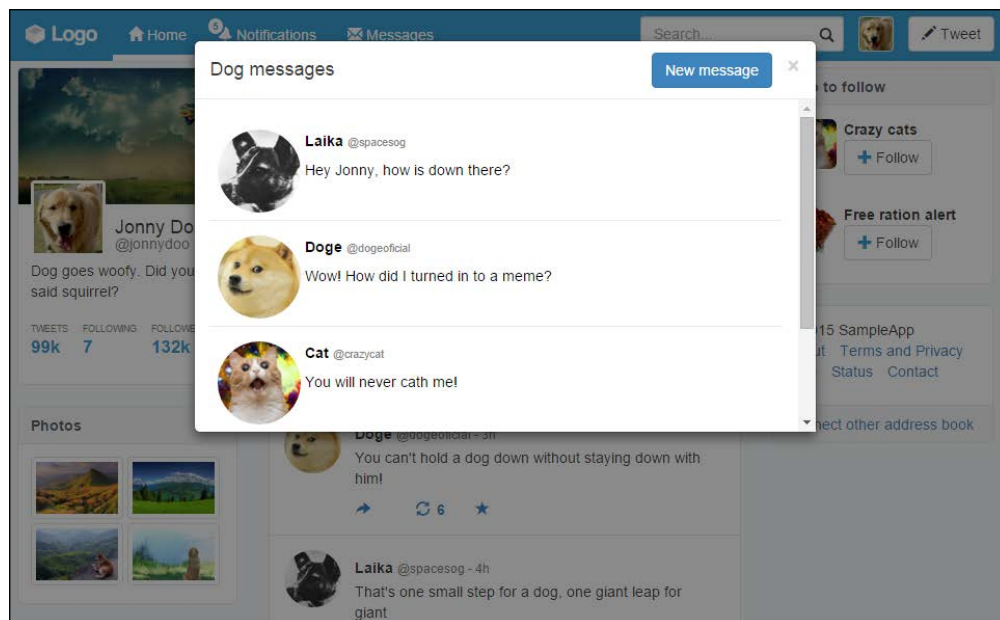 Logo
Home
5
Notifications
Messages
Search...
Tweet
Dog messages
New message
×
Laika @spacesog
Hey Jonny, how is down there?
Doge @dogeoficial
Wow! How did I turned in to a meme?
Cat @crazycat
You will never cath me!
Jonny Do
@jonnydoo
Dog goes woofy. Did you
said squirrel?
TWEETS FOLLOWING FOLLOWE
99k 7 132k
Photos
Doge @dogeoficial - 3h
You can't hold a dog down without staying down with
him!
6
Laika @spacesog - 4h
That's one small step for a dog, one giant leap for
giant
to follow
Crazy cats
Follow
Free ration alert
Follow
15 SampleApp
Terms and Privacy
Status Contact
other address book